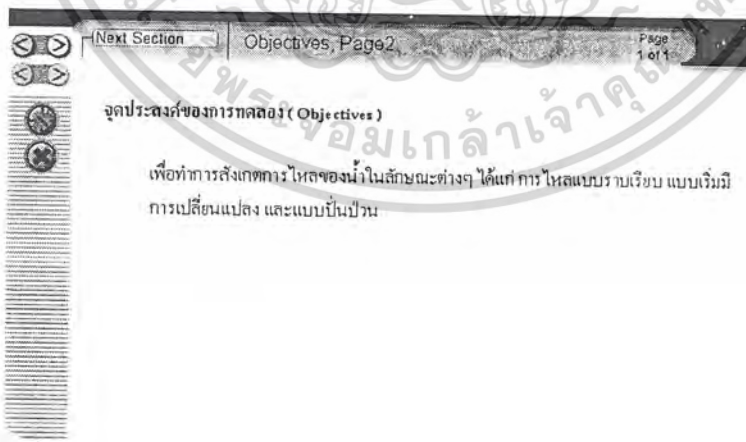 Next Section
Objectives, Page2
Page
1 of 1
จุดประสงค์ของการทดลอง ( Objectives )
เพื่อทำการสังเกตการไหลของน้ำในลักษณะต่างๆ ได้แก่ การไหลแบบราบเรียบ แบบเริ่มมี
การเปลี่ยนแปลง และแบบปั่นป่วน